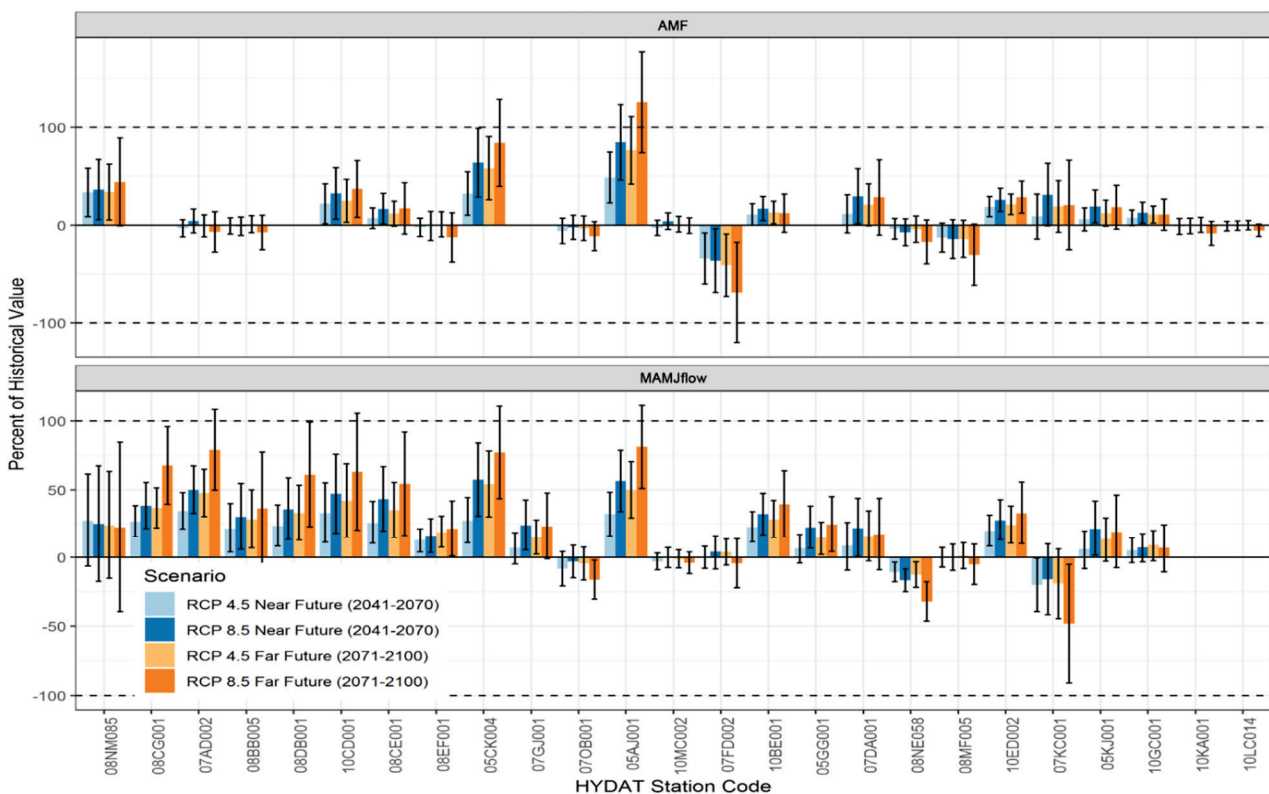 AMF
100
0
-100
MAMJflow
100
50
0
-50
-100
Percent of Historical Value
Scenario
RCP 4.5 Near Future (2041-2070)
RCP 8.5 Near Future (2041-2070)
RCP 4.5 Far Future (2071-2100)
RCP 8.5 Far Future (2071-2100)
08NM085
08CG001
07AD002
08BB005
08DB001
10CD001
08CE001
08EF001
05CK004
07GJ001
07OB001
05AJ001
10MC002
07FD002
10BE001
05GG001
07DA001
08NE058
08MF005
10ED002
07KC001
05KJ001
10GC001
10KA001
10LC014
HYDAT Station Code